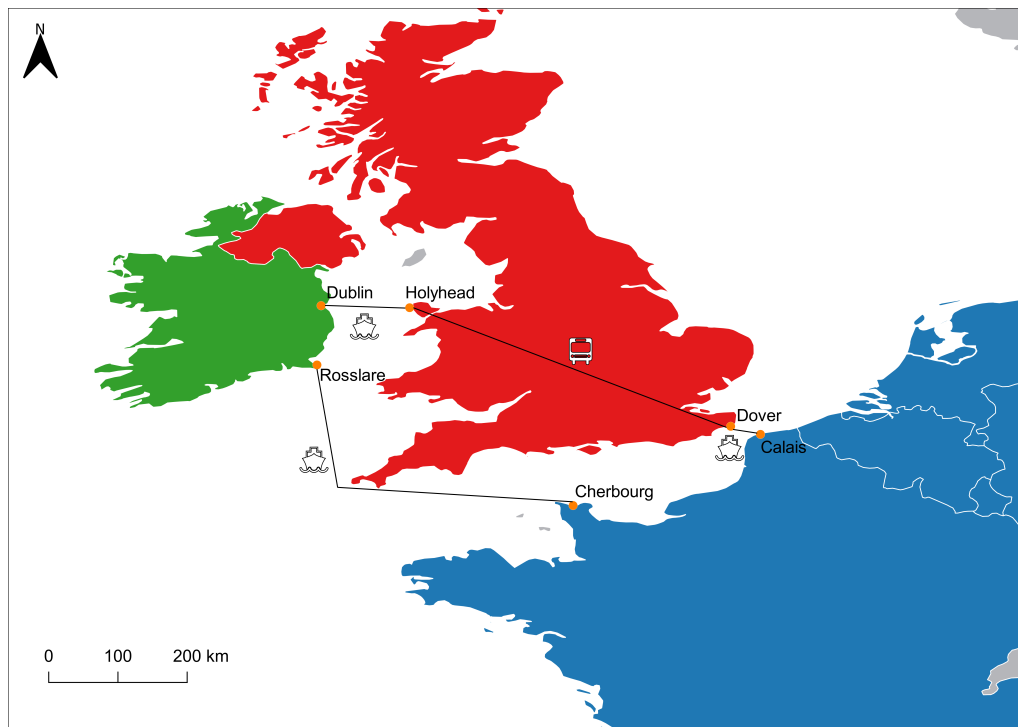 N
Dublin
Holyhead
Rosslare
Dover
Calais
Cherbourg
0 100 200 km